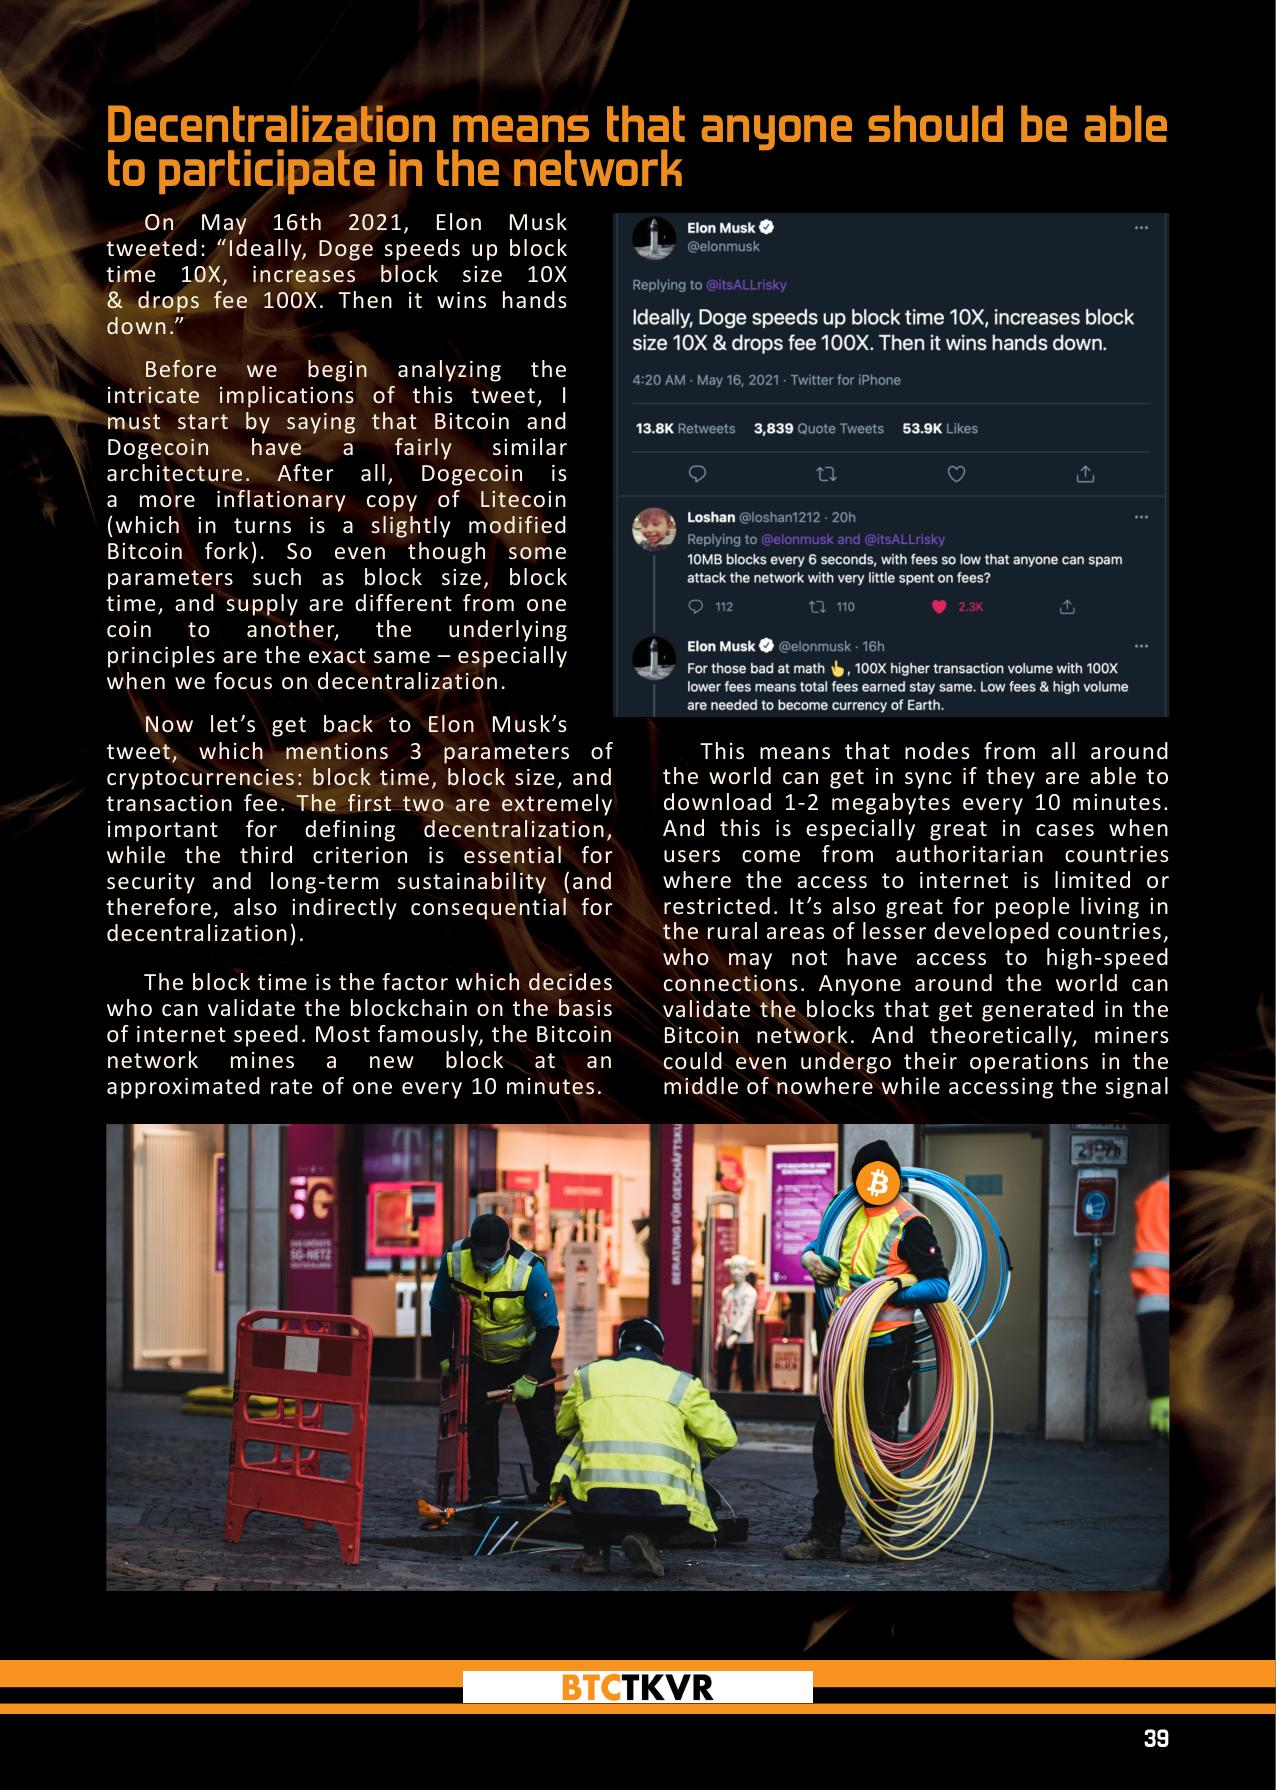 Decentralization means that anyone should be able
to participate in the network
On May 16th 2021, Elon Musk
tweeted: “Ideally, Doge speeds up block
time 10X, increases block size 10X
& drops fee 100X. Then it wins hands
down.”
Before we begin analyzing the
intricate implications of this tweet, I
must start by saying that Bitcoin and
Dogecoin have a fairly similar
architecture. After all, Dogecoin is
a more inflationary copy of Litecoin
(which in turns is a slightly modified
Bitcoin fork). So even though some
parameters such as block size, block
time, and supply are different from one
coin to another, the underlying
principles are the exact same – especially
when we focus on decentralization.
Now let’s get back to Elon Musk’s
tweet, which mentions 3 parameters of
cryptocurrencies: block time, block size, and
transaction fee. The first two are extremely
important for defining decentralization,
while the third criterion is essential for
security and long-term sustainability (and
therefore, also indirectly consequential for
decentralization).
The block time is the factor which decides
who can validate the blockchain on the basis
of internet speed. Most famously, the Bitcoin
network mines a new block at an
approximated rate of one every 10 minutes.
Elon Musk
@elonmusk
Replying to @itsALLrisky
Ideally, Doge speeds up block time 10X, increases block
size 10X & drops fee 100X. Then it wins hands down.
4:20 AM · May 16, 2021 · Twitter for iPhone
13.8K Retweets 3,839 Quote Tweets 53.9K Likes
Loshan @loshan1212 · 20h
Replying to @elonmusk and @itsALLrisky
10MB blocks every 6 seconds, with fees so low that anyone can spam
attack the network with very little spent on fees?
112 110 2.3K
Elon Musk @elonmusk · 16h
For those bad at math 👆, 100X higher transaction volume with 100X
lower fees means total fees earned stay same. Low fees & high volume
are needed to become currency of Earth.
This means that nodes from all around
the world can get in sync if they are able to
download 1-2 megabytes every 10 minutes.
And this is especially great in cases when
users come from authoritarian countries
where the access to internet is limited or
restricted. It’s also great for people living in
the rural areas of lesser developed countries,
who may not have access to high-speed
connections. Anyone around the world can
validate the blocks that get generated in the
Bitcoin network. And theoretically, miners
could even undergo their operations in the
middle of nowhere while accessing the signal
5G
DAS GRÖSSTE
5G-NETZ
DEUTSCHLANDS
BERATUNG FÜR GESCHÄFTSKU
BTCTKVR
39